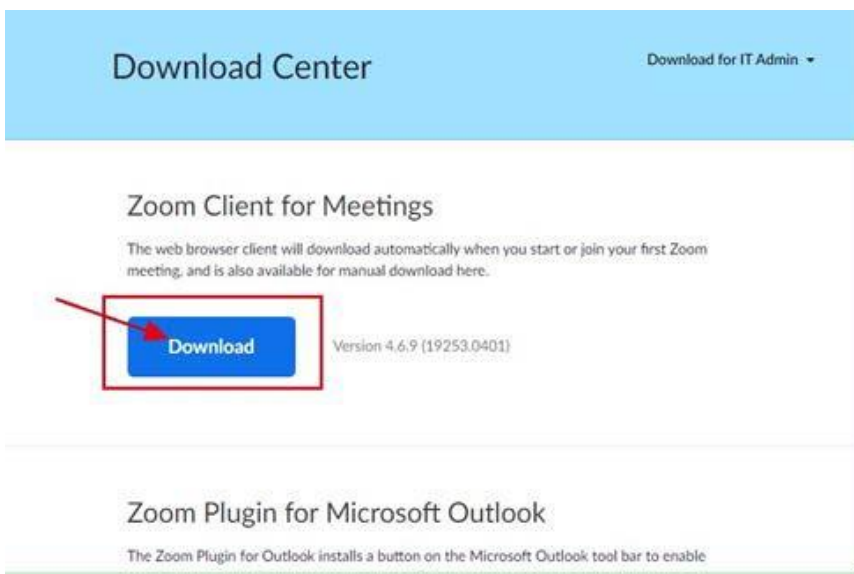 Download Center
Download for IT Admin
Zoom Client for Meetings
The web browser client will download automatically when you start or join your first Zoom
meeting, and is also available for manual download here.
Download
Version 4.6.9 (19253.0401)
Zoom Plugin for Microsoft Outlook
The Zoom Plugin for Outlook installs a button on the Microsoft Outlook tool bar to enable